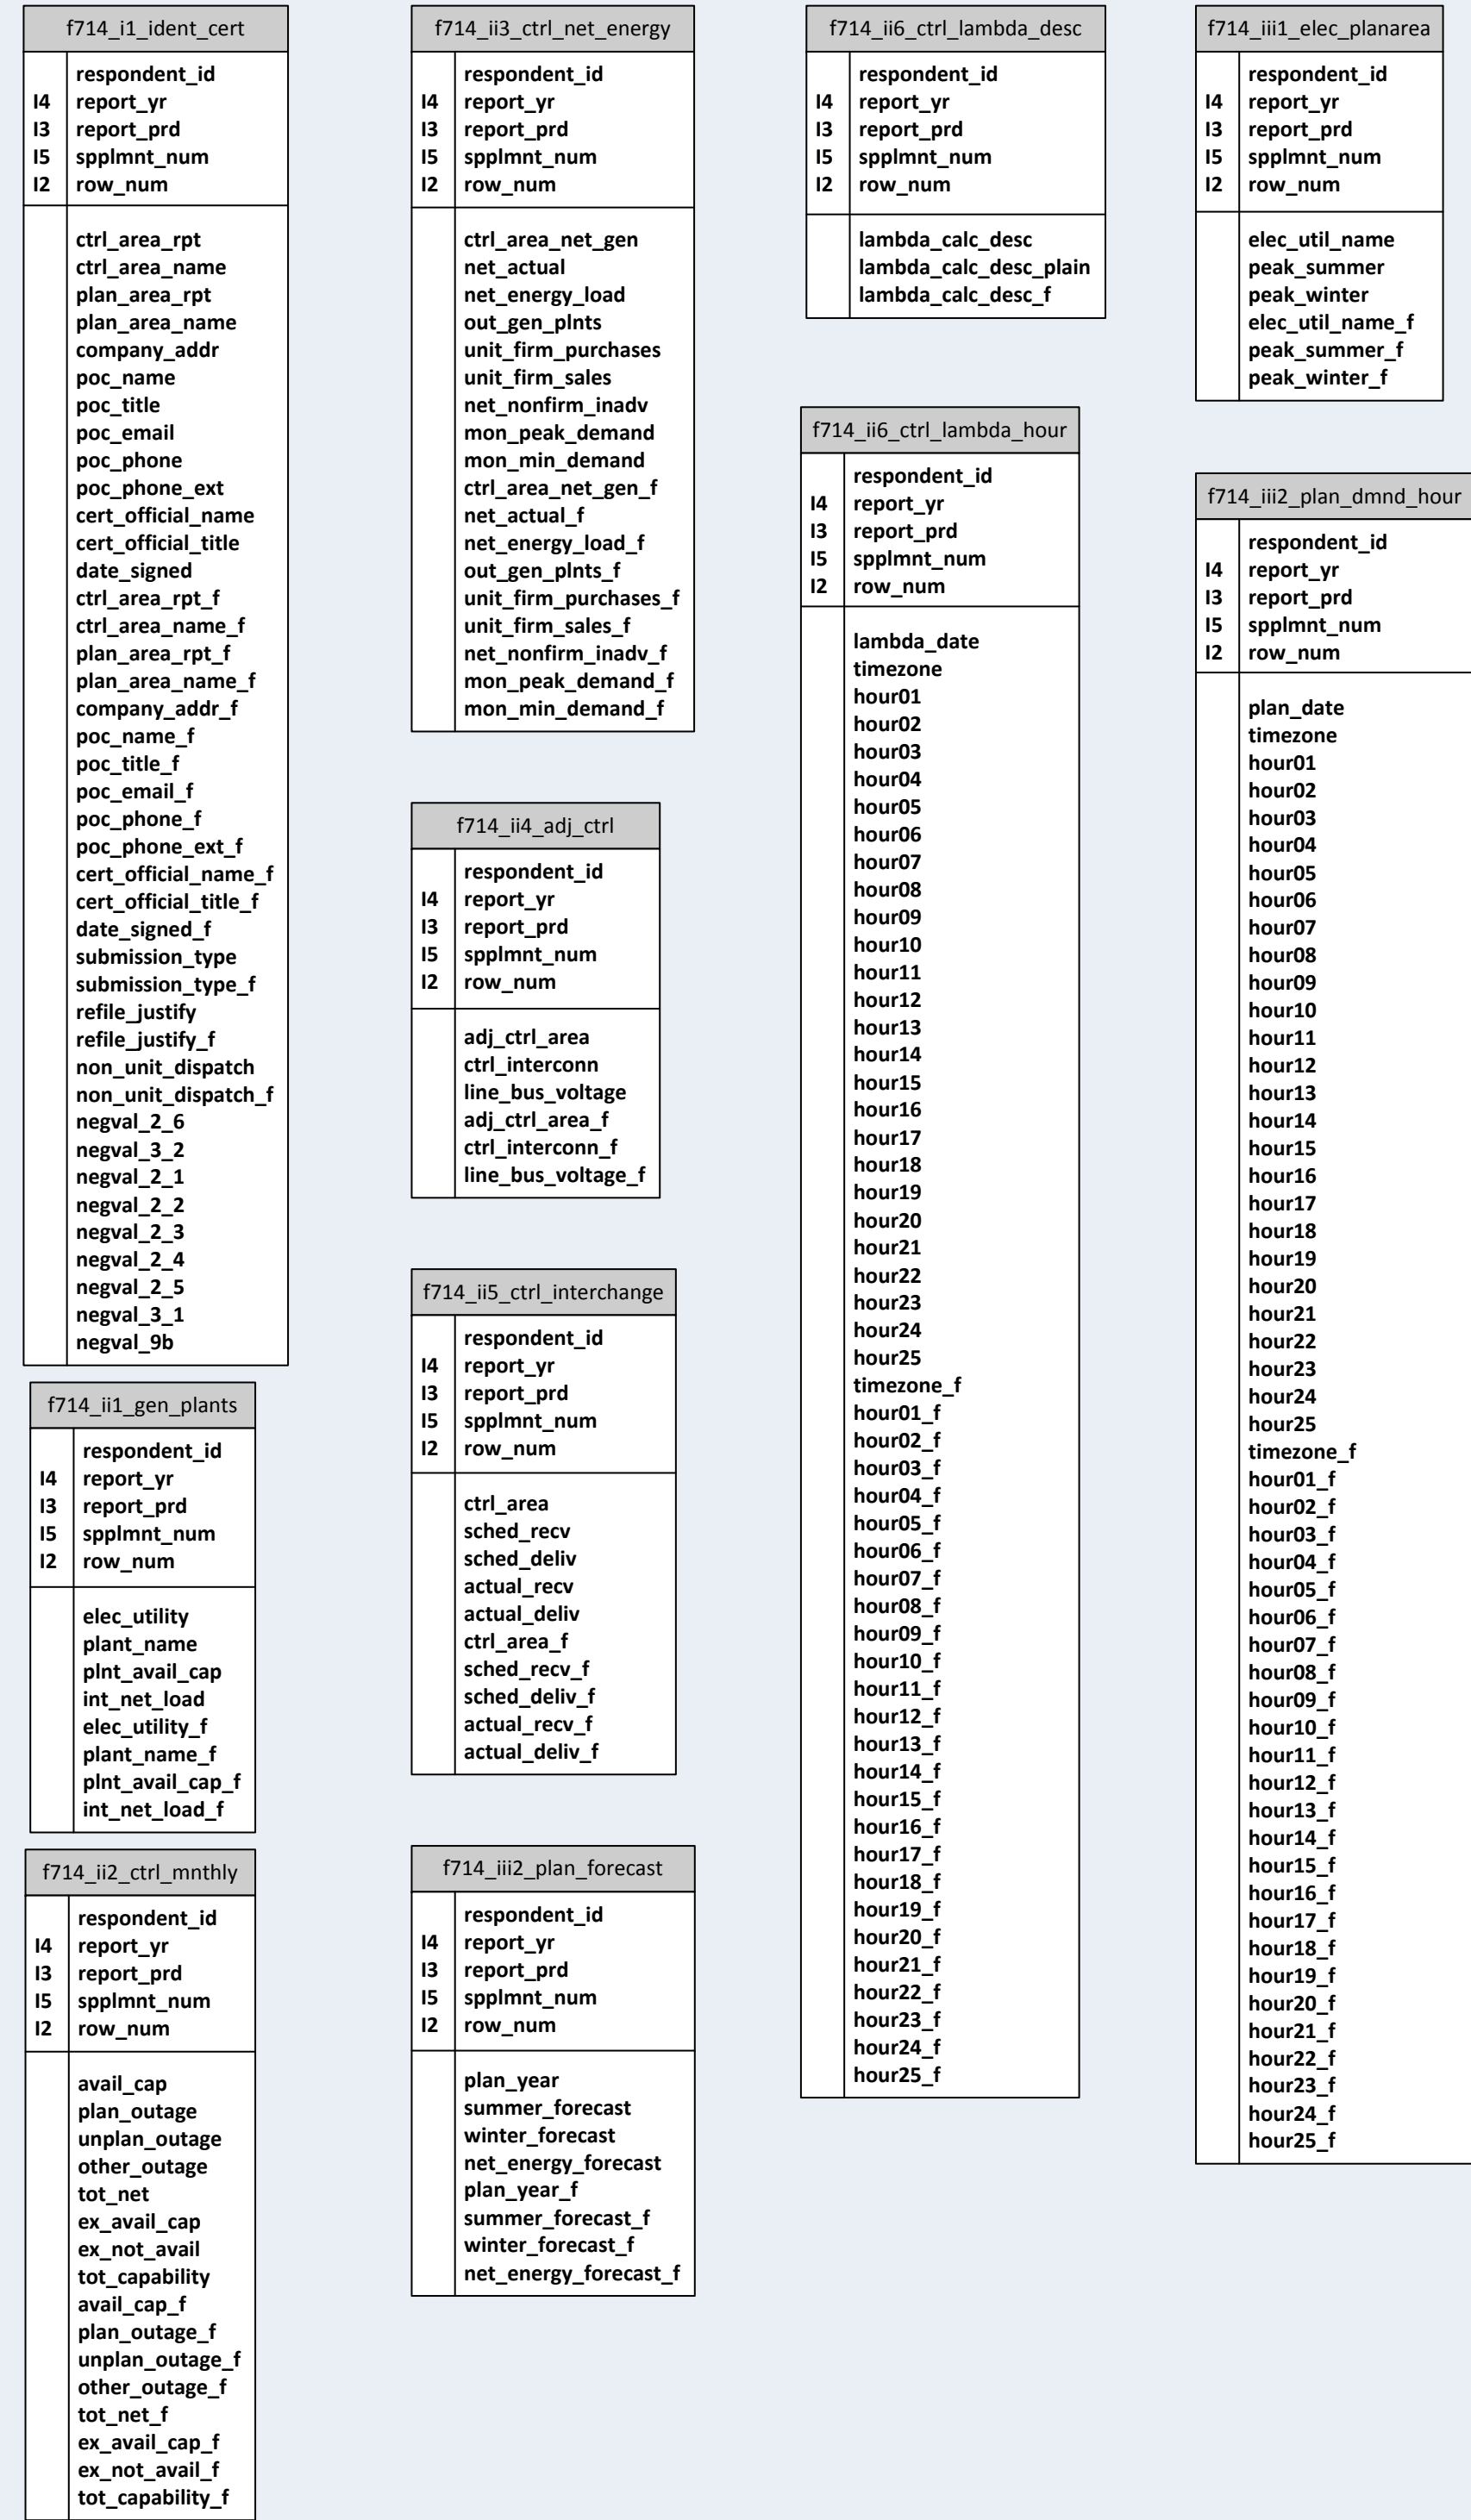 f714_i1_ident_cert
respondent_id
I4 report_yr
I3 report_prd
I5 spplmnt_num
I2 row_num
ctrl_area_rpt
ctrl_area_name
plan_area_rpt
plan_area_name
company_addr
poc_name
poc_title
poc_email
poc_phone
poc_phone_ext
cert_official_name
cert_official_title
date_signed
ctrl_area_rpt_f
ctrl_area_name_f
plan_area_rpt_f
plan_area_name_f
company_addr_f
poc_name_f
poc_title_f
poc_email_f
poc_phone_f
poc_phone_ext_f
cert_official_name_f
cert_official_title_f
date_signed_f
submission_type
submission_type_f
refile_justify
refile_justify_f
non_unit_dispatch
non_unit_dispatch_f
negval_2_6
negval_3_2
negval_2_1
negval_2_2
negval_2_3
negval_2_4
negval_2_5
negval_3_1
negval_9b
f714_ii1_gen_plants
respondent_id
I4 report_yr
I3 report_prd
I5 spplmnt_num
I2 row_num
elec_utility
plant_name
plnt_avail_cap
int_net_load
elec_utility_f
plant_name_f
plnt_avail_cap_f
int_net_load_f
f714_ii2_ctrl_mnthly
respondent_id
I4 report_yr
I3 report_prd
I5 spplmnt_num
I2 row_num
avail_cap
plan_outage
unplan_outage
other_outage
tot_net
ex_avail_cap
ex_not_avail
tot_capability
avail_cap_f
plan_outage_f
unplan_outage_f
other_outage_f
tot_net_f
ex_avail_cap_f
ex_not_avail_f
tot_capability_f
f714_ii3_ctrl_net_energy
respondent_id
I4 report_yr
I3 report_prd
I5 spplmnt_num
I2 row_num
ctrl_area_net_gen
net_actual
net_energy_load
out_gen_plnts
unit_firm_purchases
unit_firm_sales
net_nonfirm_inadv
mon_peak_demand
mon_min_demand
ctrl_area_net_gen_f
net_actual_f
net_energy_load_f
out_gen_plnts_f
unit_firm_purchases_f
unit_firm_sales_f
net_nonfirm_inadv_f
mon_peak_demand_f
mon_min_demand_f
f714_ii4_adj_ctrl
respondent_id
I4 report_yr
I3 report_prd
I5 spplmnt_num
I2 row_num
adj_ctrl_area
ctrl_interconn
line_bus_voltage
adj_ctrl_area_f
ctrl_interconn_f
line_bus_voltage_f
f714_ii5_ctrl_interchange
respondent_id
I4 report_yr
I3 report_prd
I5 spplmnt_num
I2 row_num
ctrl_area
sched_recv
sched_deliv
actual_recv
actual_deliv
ctrl_area_f
sched_recv_f
sched_deliv_f
actual_recv_f
actual_deliv_f
f714_iii2_plan_forecast
respondent_id
I4 report_yr
I3 report_prd
I5 spplmnt_num
I2 row_num
plan_year
summer_forecast
winter_forecast
net_energy_forecast
plan_year_f
summer_forecast_f
winter_forecast_f
net_energy_forecast_f
f714_ii6_ctrl_lambda_desc
respondent_id
I4 report_yr
I3 report_prd
I5 spplmnt_num
I2 row_num
lambda_calc_desc
lambda_calc_desc_plain
lambda_calc_desc_f
f714_ii6_ctrl_lambda_hour
respondent_id
I4 report_yr
I3 report_prd
I5 spplmnt_num
I2 row_num
lambda_date
timezone
hour01
hour02
hour03
hour04
hour05
hour06
hour07
hour08
hour09
hour10
hour11
hour12
hour13
hour14
hour15
hour16
hour17
hour18
hour19
hour20
hour21
hour22
hour23
hour24
hour25
timezone_f
hour01_f
hour02_f
hour03_f
hour04_f
hour05_f
hour06_f
hour07_f
hour08_f
hour09_f
hour10_f
hour11_f
hour12_f
hour13_f
hour14_f
hour15_f
hour16_f
hour17_f
hour18_f
hour19_f
hour20_f
hour21_f
hour22_f
hour23_f
hour24_f
hour25_f
f714_iii1_elec_planarea
respondent_id
I4 report_yr
I3 report_prd
I5 spplmnt_num
I2 row_num
elec_util_name
peak_summer
peak_winter
elec_util_name_f
peak_summer_f
peak_winter_f
f714_iii2_plan_dmnd_hour
respondent_id
I4 report_yr
I3 report_prd
I5 spplmnt_num
I2 row_num
plan_date
timezone
hour01
hour02
hour03
hour04
hour05
hour06
hour07
hour08
hour09
hour10
hour11
hour12
hour13
hour14
hour15
hour16
hour17
hour18
hour19
hour20
hour21
hour22
hour23
hour24
hour25
timezone_f
hour01_f
hour02_f
hour03_f
hour04_f
hour05_f
hour06_f
hour07_f
hour08_f
hour09_f
hour10_f
hour11_f
hour12_f
hour13_f
hour14_f
hour15_f
hour16_f
hour17_f
hour18_f
hour19_f
hour20_f
hour21_f
hour22_f
hour23_f
hour24_f
hour25_f